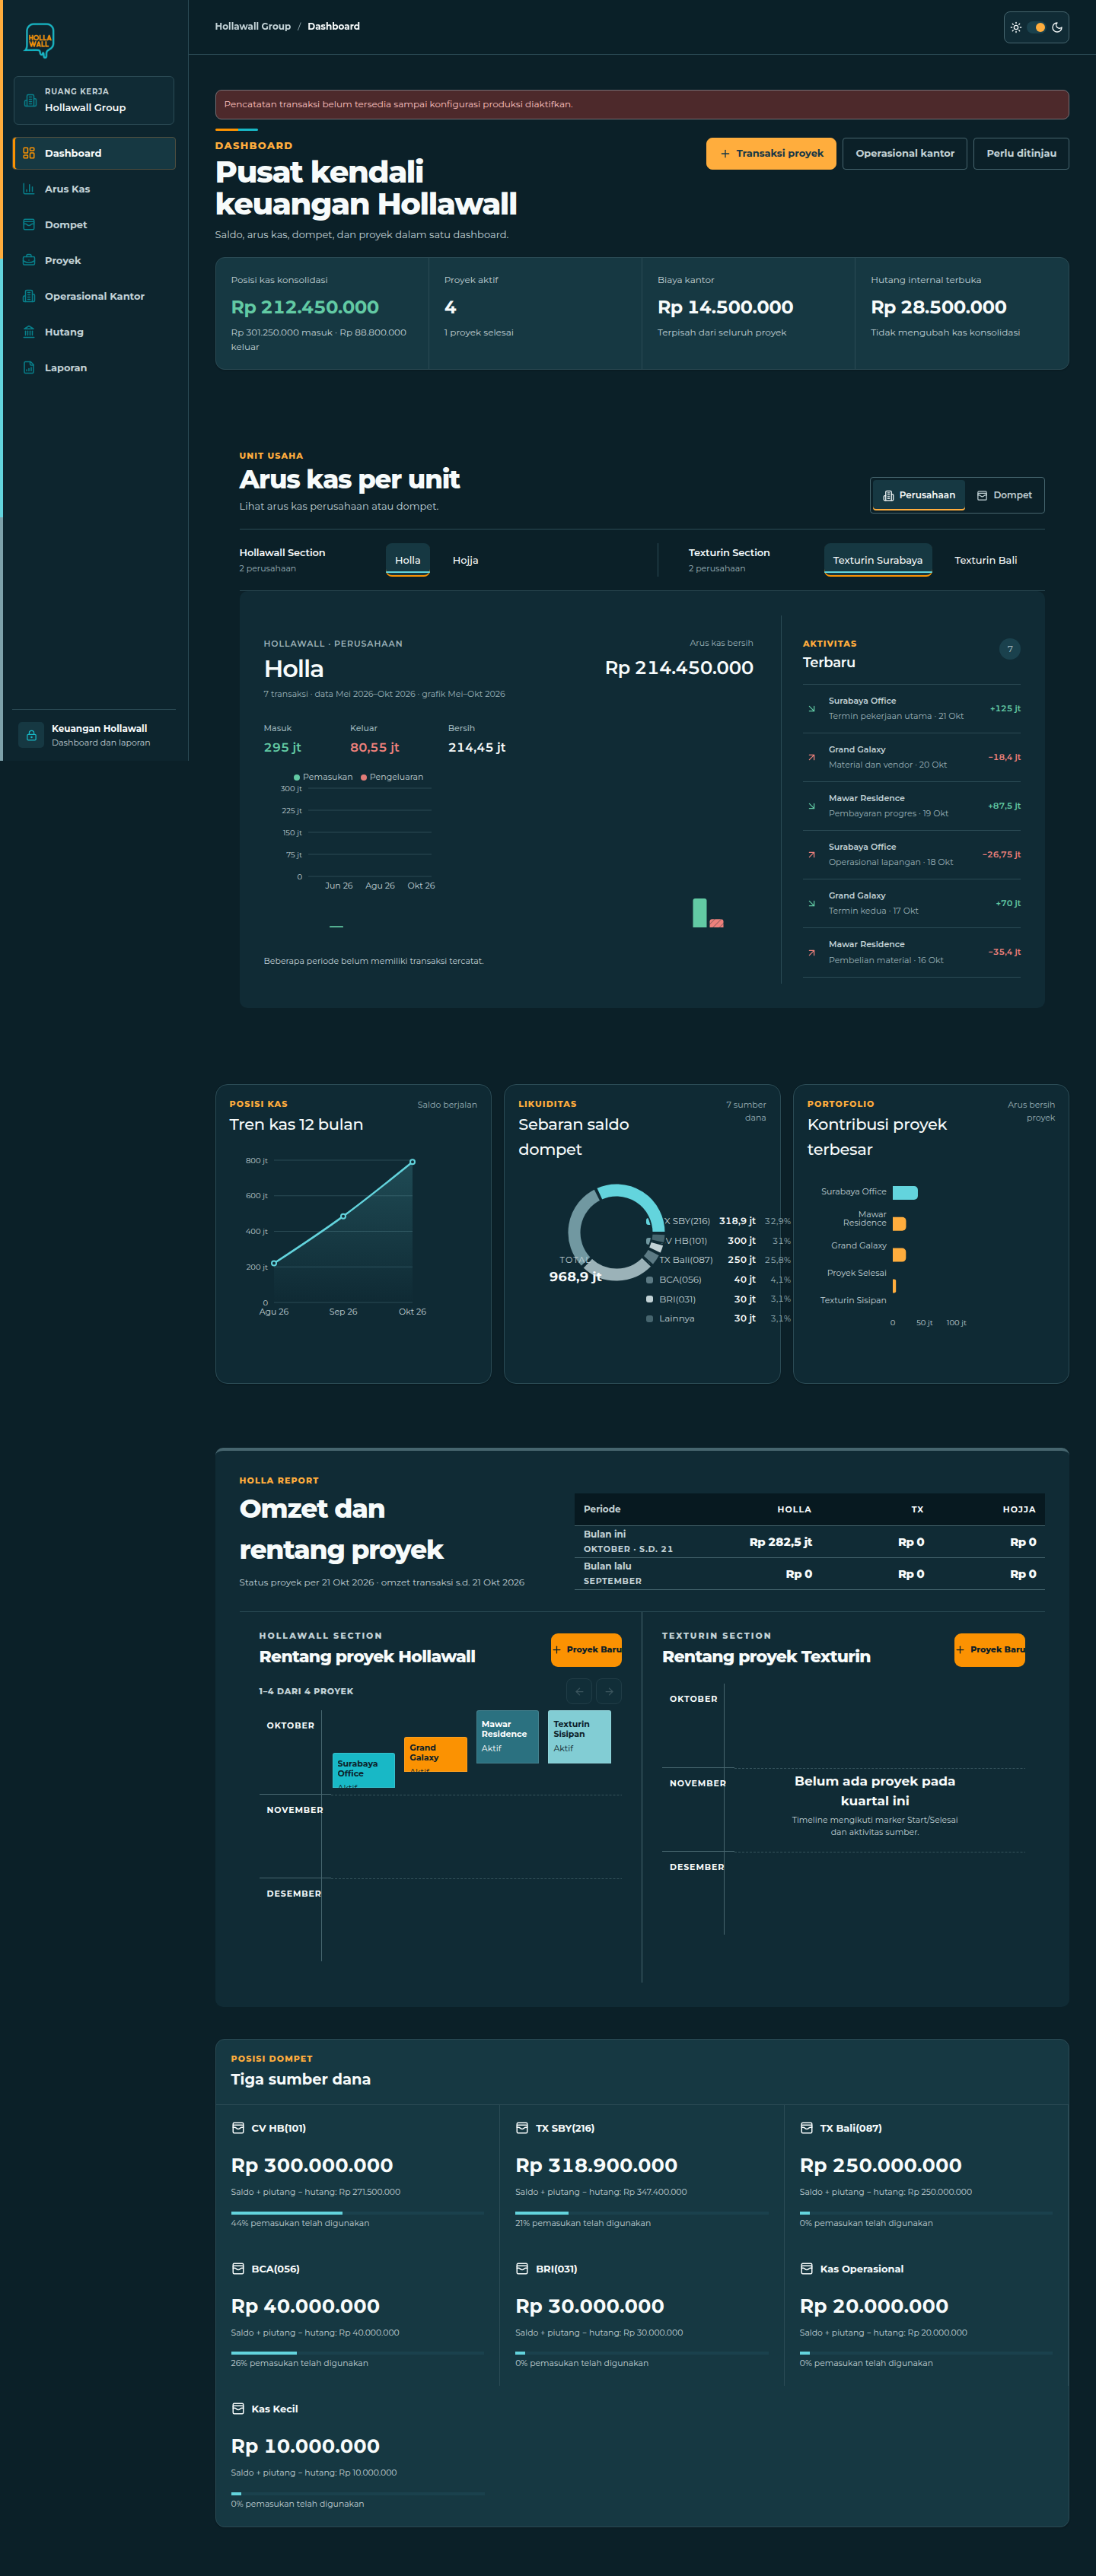 HOLLA
WALL
RUANG KERJA
Hollawall Group
Dashboard
Arus Kas
Dompet
Proyek
Operasional Kantor
Hutang
Laporan
Keuangan Hollawall
Dashboard dan laporan
Hollawall Group / Dashboard
Pencatatan transaksi belum tersedia sampai konfigurasi produksi diaktifkan.
DASHBOARD
Pusat kendali
keuangan Hollawall
Saldo, arus kas, dompet, dan proyek dalam satu dashboard.
Transaksi proyek
Operasional kantor
Perlu ditinjau
Posisi kas konsolidasi
Rp 212.450.000
Rp 301.250.000 masuk · Rp 88.800.000
keluar
Proyek aktif
4
1 proyek selesai
Biaya kantor
Rp 14.500.000
Terpisah dari seluruh proyek
Hutang internal terbuka
Rp 28.500.000
Tidak mengubah kas konsolidasi
UNIT USAHA
Arus kas per unit
Lihat arus kas perusahaan atau dompet.
Perusahaan
Dompet
Hollawall Section
2 perusahaan
Holla
Hojja
Texturin Section
2 perusahaan
Texturin Surabaya
Texturin Bali
HOLLAWALL · PERUSAHAAN
Holla
7 transaksi · data Mei 2026–Okt 2026 · grafik Mei–Okt 2026
Arus kas bersih
Rp 214.450.000
Masuk
295 jt
Keluar
80,55 jt
Bersih
214,45 jt
Pemasukan
Pengeluaran
300 jt
225 jt
150 jt
75 jt
0
Jun 26
Agu 26
Okt 26
Beberapa periode belum memiliki transaksi tercatat.
AKTIVITAS
Terbaru
7
Surabaya Office
Termin pekerjaan utama · 21 Okt
+125 jt
Grand Galaxy
Material dan vendor · 20 Okt
−18,4 jt
Mawar Residence
Pembayaran progres · 19 Okt
+87,5 jt
Surabaya Office
Operasional lapangan · 18 Okt
−26,75 jt
Grand Galaxy
Termin kedua · 17 Okt
+70 jt
Mawar Residence
Pembelian material · 16 Okt
−35,4 jt
POSISI KAS
Tren kas 12 bulan
Saldo berjalan
800 jt
600 jt
400 jt
200 jt
0
Agu 26
Sep 26
Okt 26
LIKUIDITAS
Sebaran saldo
dompet
7 sumber
dana
TOTAL
968,9 jt
X SBY(216) 318,9 jt 32,9%
V HB(101) 300 jt 31%
TX Bali(087) 250 jt 25,8%
BCA(056) 40 jt 4,1%
BRI(031) 30 jt 3,1%
Lainnya 30 jt 3,1%
PORTOFOLIO
Kontribusi proyek
terbesar
Arus bersih
proyek
Surabaya Office
Mawar
Residence
Grand Galaxy
Proyek Selesai
Texturin Sisipan
0
50 jt
100 jt
HOLLA REPORT
Omzet dan
rentang proyek
Status proyek per 21 Okt 2026 · omzet transaksi s.d. 21 Okt 2026
Periode HOLLA TX HOJJA
Bulan ini
OKTOBER · S.D. 21
Rp 282,5 jt Rp 0 Rp 0
Bulan lalu
SEPTEMBER
Rp 0 Rp 0 Rp 0
HOLLAWALL SECTION
Rentang proyek Hollawall
Proyek Baru
1–4 DARI 4 PROYEK
OKTOBER
NOVEMBER
DESEMBER
Surabaya
Office
Aktif
Grand
Galaxy
Aktif
Mawar
Residence
Aktif
Texturin
Sisipan
Aktif
TEXTURIN SECTION
Rentang proyek Texturin
Proyek Baru
OKTOBER
NOVEMBER
DESEMBER
Belum ada proyek pada
kuartal ini
Timeline mengikuti marker Start/Selesai
dan aktivitas sumber.
POSISI DOMPET
Tiga sumber dana
CV HB(101)
Rp 300.000.000
Saldo + piutang − hutang: Rp 271.500.000
44% pemasukan telah digunakan
TX SBY(216)
Rp 318.900.000
Saldo + piutang − hutang: Rp 347.400.000
21% pemasukan telah digunakan
TX Bali(087)
Rp 250.000.000
Saldo + piutang − hutang: Rp 250.000.000
0% pemasukan telah digunakan
BCA(056)
Rp 40.000.000
Saldo + piutang − hutang: Rp 40.000.000
26% pemasukan telah digunakan
BRI(031)
Rp 30.000.000
Saldo + piutang − hutang: Rp 30.000.000
0% pemasukan telah digunakan
Kas Operasional
Rp 20.000.000
Saldo + piutang − hutang: Rp 20.000.000
0% pemasukan telah digunakan
Kas Kecil
Rp 10.000.000
Saldo + piutang − hutang: Rp 10.000.000
0% pemasukan telah digunakan